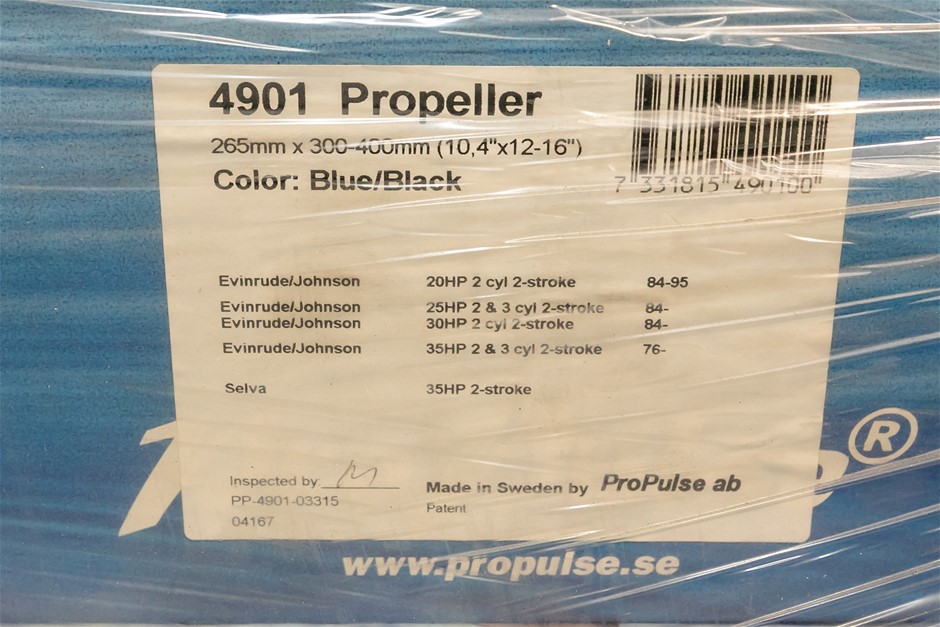 4901 Propeller
265mm x 300-400mm (10,4"x12-16")
Color: Blue/Black
7"331815"490100"
Evinrude/Johnson 20HP 2 cyl 2-stroke 84-95
Evinrude/Johnson 25HP 2 & 3 cyl 2-stroke 84-
Evinrude/Johnson 30HP 2 cyl 2-stroke 84-
Evinrude/Johnson 35HP 2 & 3 cyl 2-stroke 76-
Selva 35HP 2-stroke
®
Inspected by:
Made in Sweden by ProPulse ab
PP-4901-03315
Patent
04167
www.propulse.se